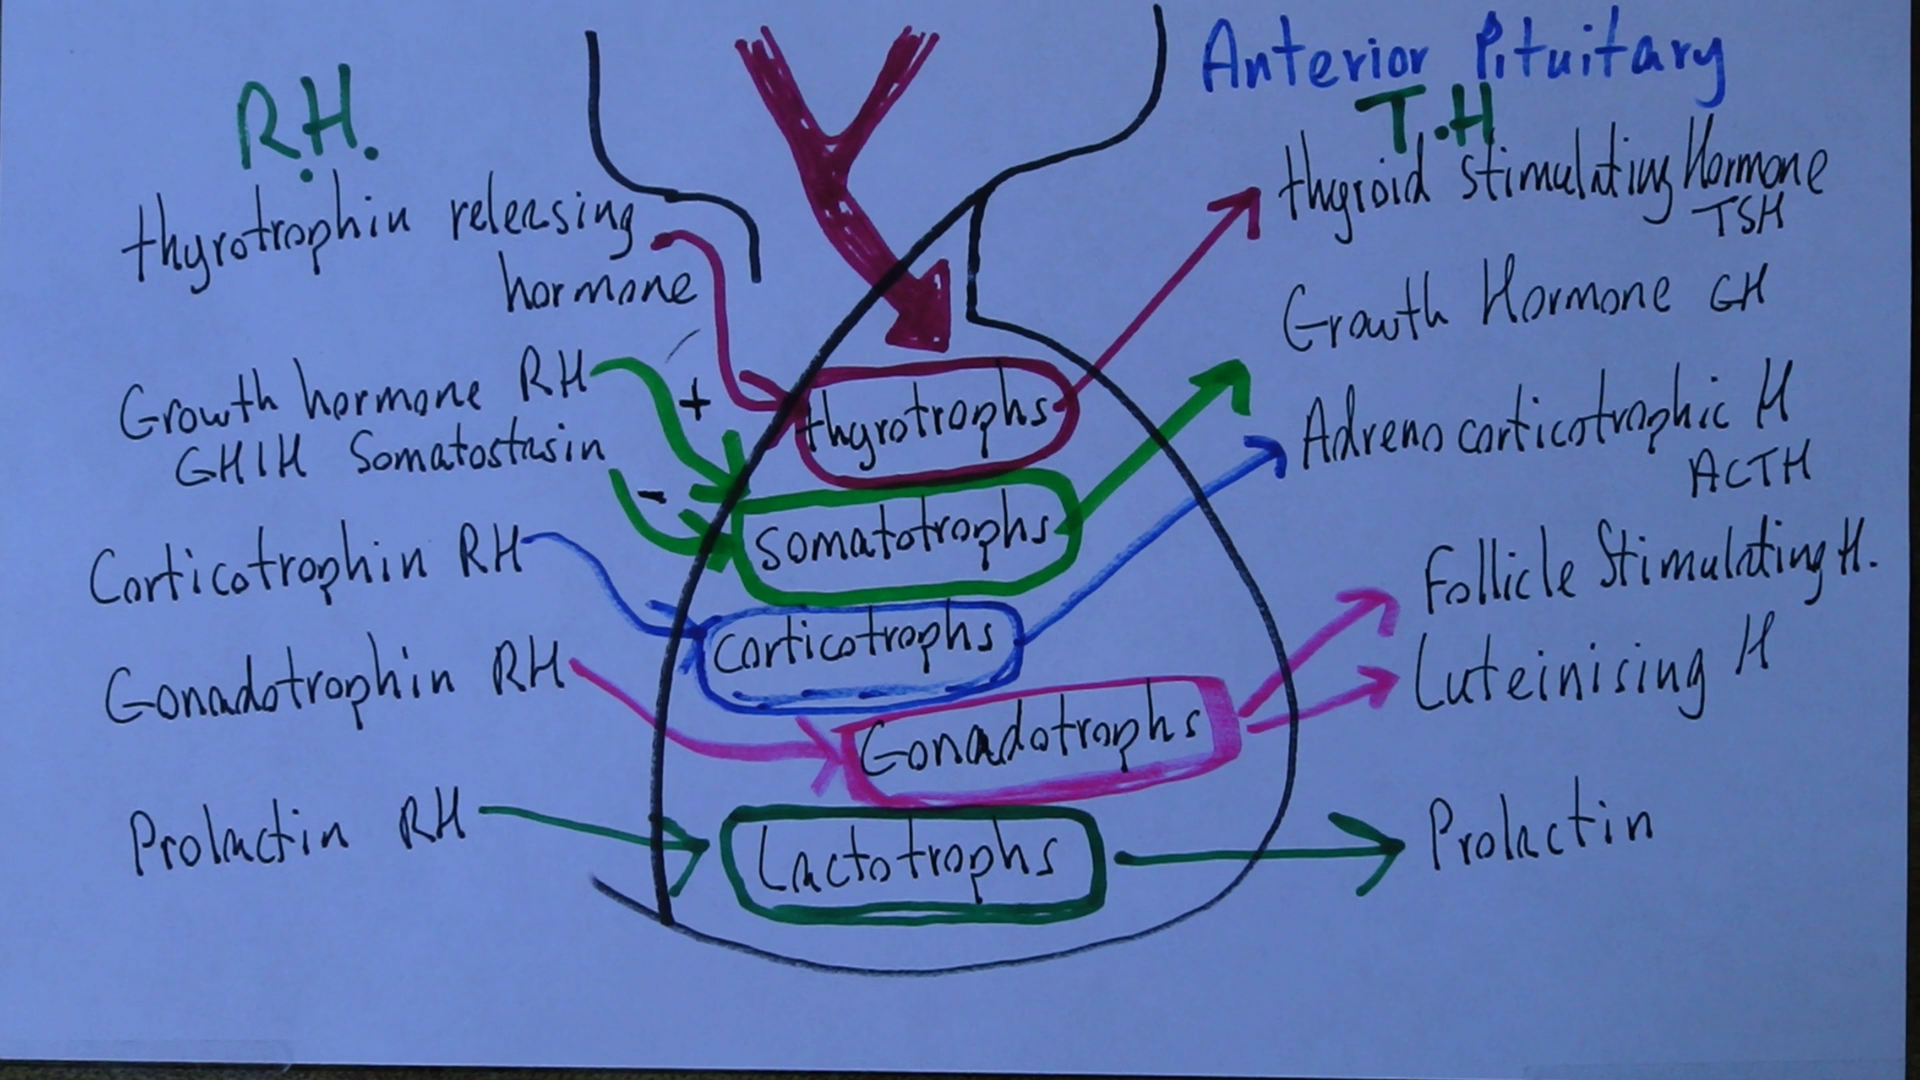 Anterior Pituitary
R.H.
T.H
thyrotrophin releasing
hormone
thyroid stimulating Hormone
TSH
Growth Hormone GH
Growth hormone RH
+
GHIH Somatostasin
-
Adreno corticotrophic H
ACTH
Corticotrophin RH
Gonadotrophin RH
Follicle Stimulating H.
Luteinising H
Prolactin RH
Prolactin
thyrotrophs
somatotrophs
corticotrophs
Gonadotrophs
Lactotrophs